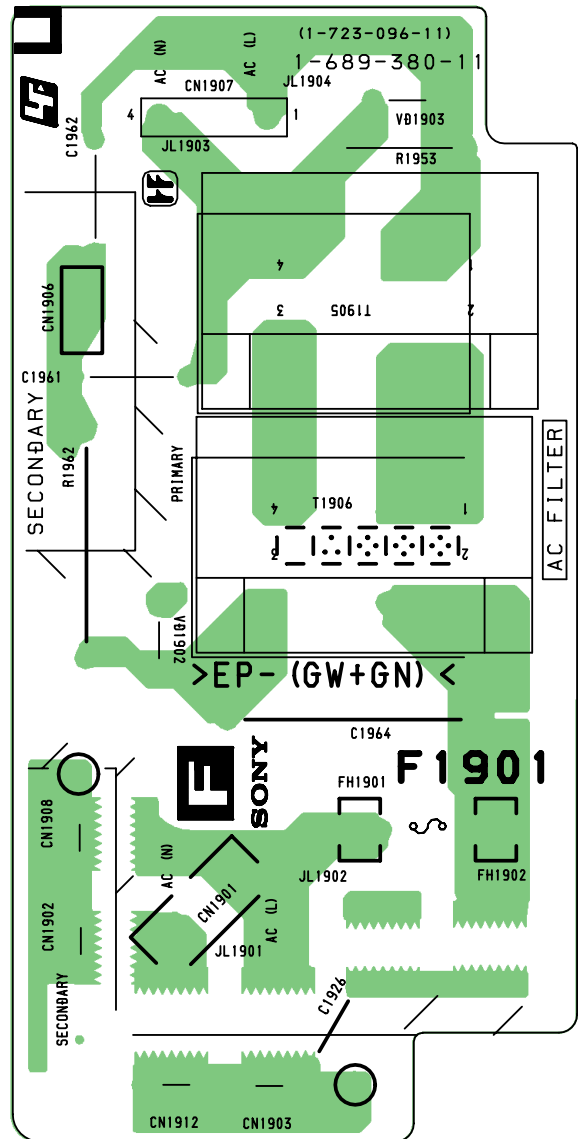 (1-723-096-11)
1-689-380-11
AC (N)
AC (L)
JL1904
CN1907
4
1
VD1903
C1962
JL1903
R1953
4
1
CN1906
3
T1905
2
C1961
SECONDARY
R1962
PRIMARY
AC FILTER
T1906
4
1
3
2
VD1902
>EP-(GW+GN)<
C1964
F
SONY
F1901
FH1901
CN1908
AC (N)
CN1901
JL1902
FH1902
CN1902
AC (L)
JL1901
C1926
SECONDARY
CN1912
CN1903